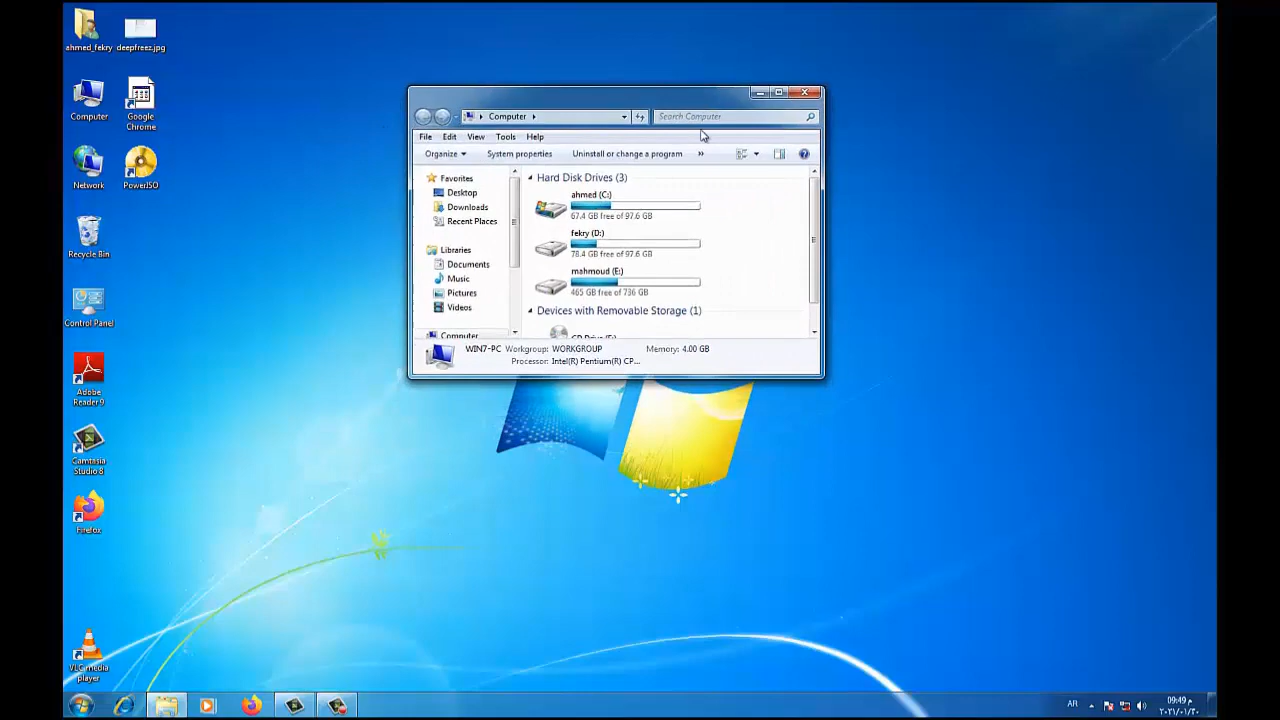 ahmed_fekry
deepfreez.jpg
Computer
Google
Chrome
Network
PowerISO
Recycle Bin
Control Panel
Adobe
Reader 9
Camtasia
Studio 8
Firefox
VLC media
player
Computer
Search Computer
File Edit View Tools Help
Organize System properties Uninstall or change a program »
Favorites
Desktop
Downloads
Recent Places
Libraries
Documents
Music
Pictures
Videos
Computer
Hard Disk Drives (3)
ahmed (C:)
67.4 GB free of 97.6 GB
fekry (D:)
78.4 GB free of 97.6 GB
mahmoud (E:)
465 GB free of 736 GB
Devices with Removable Storage (1)
WIN7-PC Workgroup: WORKGROUP Memory: 4.00 GB
Processor: Intel(R) Pentium(R) CP...
AR
م 09:49
٢٠٢١/٠١/٣٠